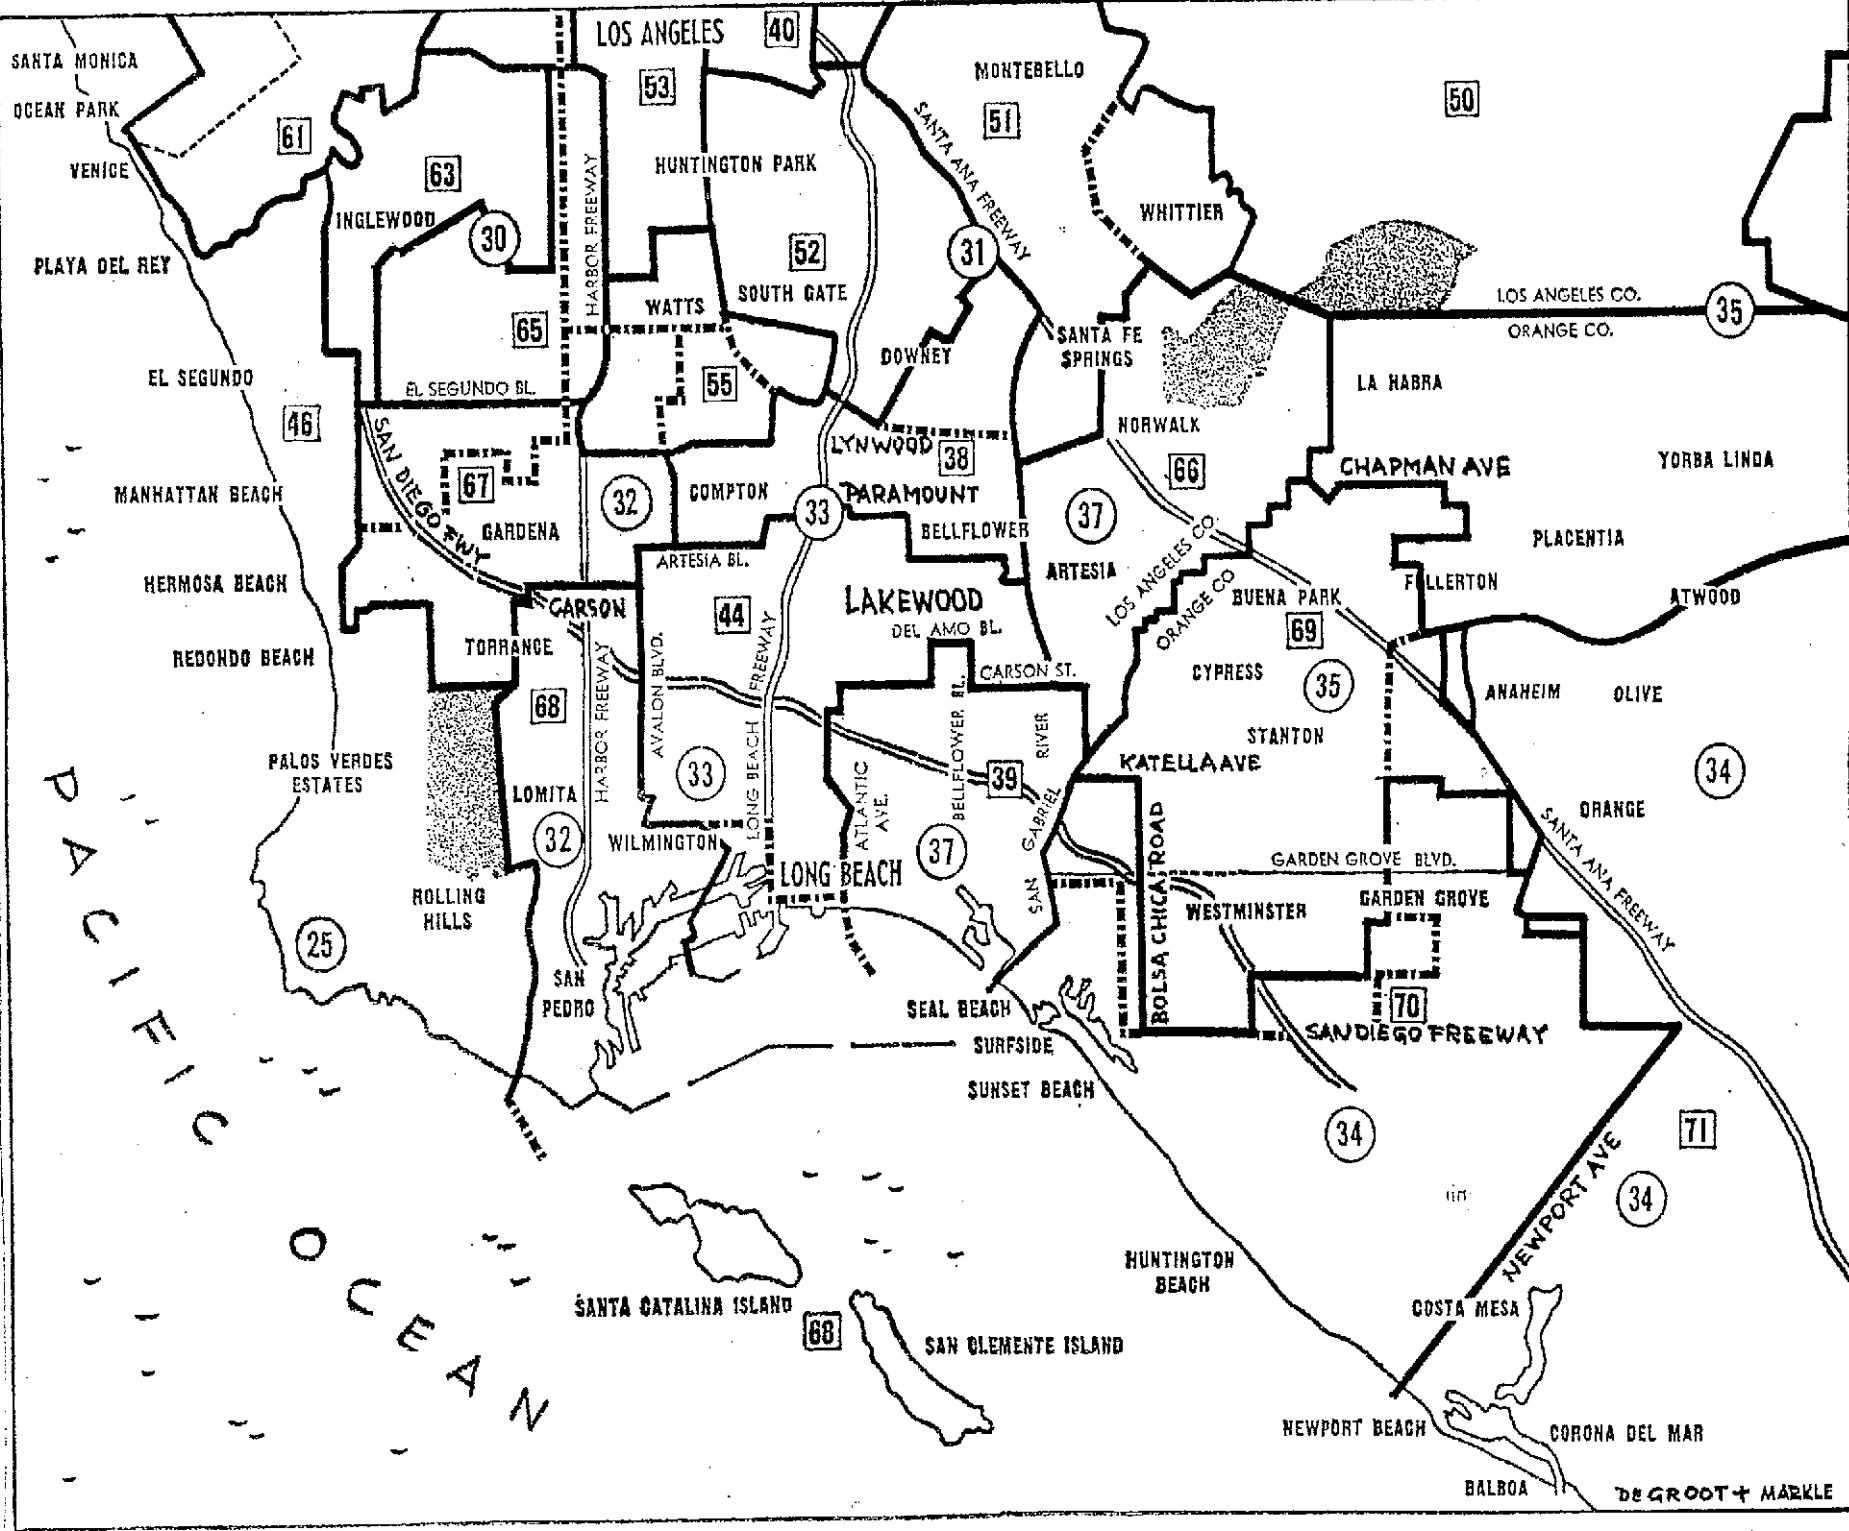 LOS ANGELES
40
SANTA MONICA
MONTEBELLO
53
50
OCEAN PARK
51
61
SANTA ANA FREEWAY
VENICE
HUNTINGTON PARK
63
HARBOR FREEWAY
WHITTIER
INGLEWOOD
30
52
31
PLAYA DEL REY
SOUTH GATE
WATTS
LOS ANGELES CO.
35
ORANGE CO.
65
SANTA FE
SPRINGS
DOWNEY
EL SEGUNDO
EL SEGUNDO BL.
55
LA HABRA
46
SAN DIEGO FWY
NORWALK
LYNWOOD
38
66
CHAPMAN AVE
YORBA LINDA
67
MANHATTAN BEACH
32
COMPTON
PARAMOUNT
33
37
GARDENA
BELLFLOWER
PLACENTIA
ARTESIA BL.
ARTESIA
LOS ANGELES CO.
ORANGE CO
HERMOSA BEACH
FULLERTON
BUENA PARK
ATWOOD
CARSON
44
LAKEWOOD
DEL AMO BL.
69
TORRANCE
REDONDO BEACH
CARSON ST.
CYPRESS
35
ANAHEIM
OLIVE
68
HARBOR FREEWAY
AVALON BLVD.
LONG BEACH FREEWAY
BELLFLOWER BL.
SAN GABRIEL RIVER
STANTON
PALOS VERDES
ESTATES
KATELLA AVE
33
39
34
LOMITA
ATLANTIC
AVE.
ORANGE
32
WILMINGTON
37
BOLSA CHICA ROAD
SANTA ANA FREEWAY
GARDEN GROVE BLVD.
LONG BEACH
ROLLING
HILLS
GARDEN GROVE
WESTMINSTER
25
SAN
PEDRO
SEAL BEACH
70
SAN DIEGO FREEWAY
SURFSIDE
SUNSET BEACH
34
71
PACIFIC OCEAN
NEWPORT AVE
34
HUNTINGTON
BEACH
SANTA CATALINA ISLAND
COSTA MESA
68
SAN CLEMENTE ISLAND
NEWPORT BEACH
CORONA DEL MAR
BALBOA
DE GROOT + MARKLE